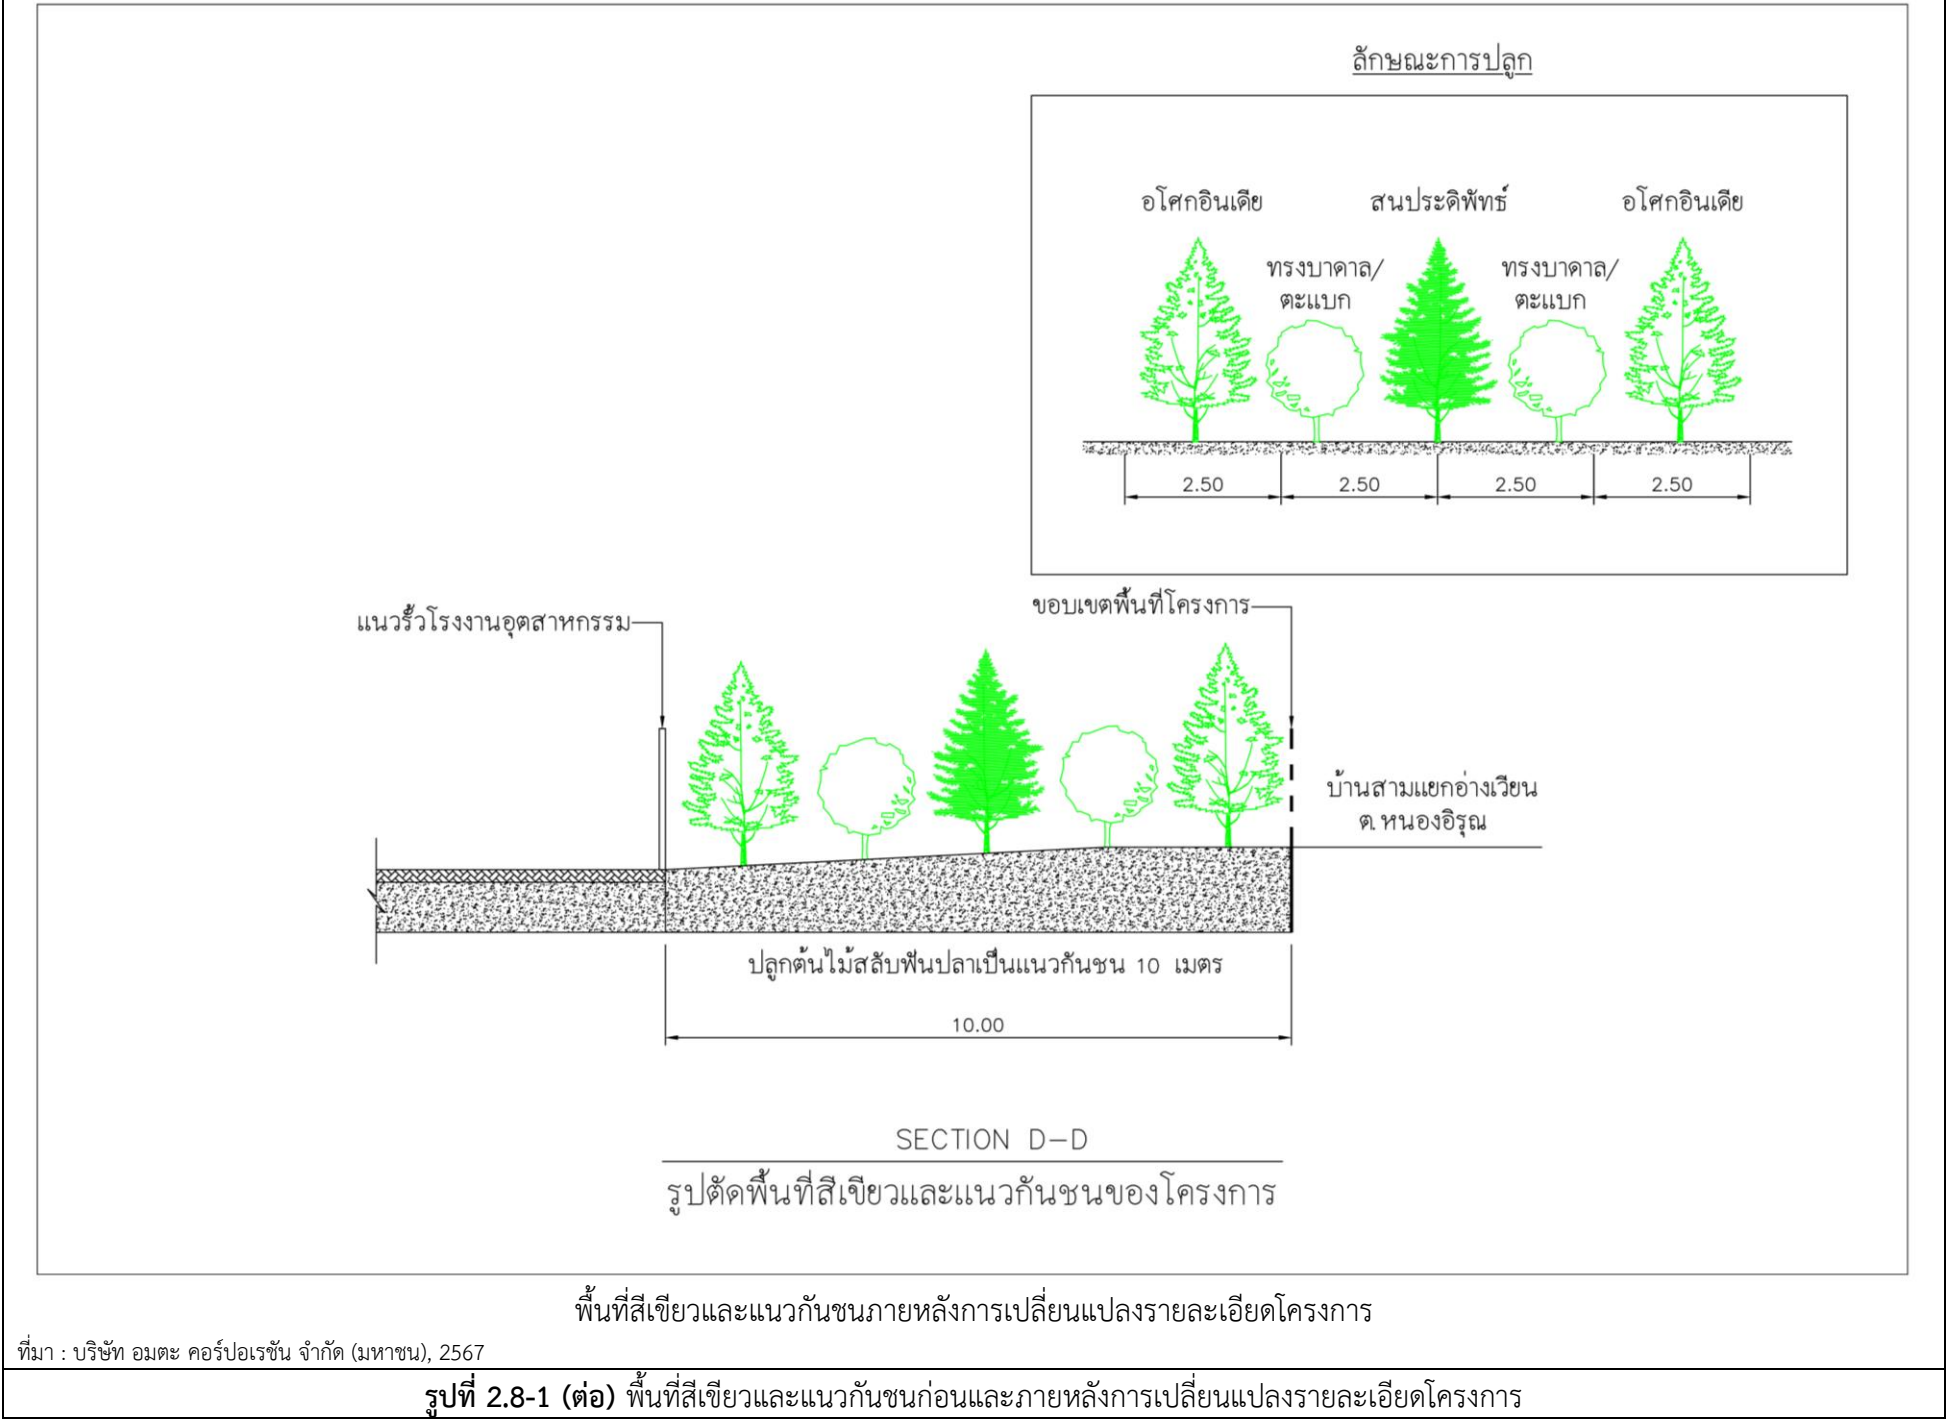 ลักษณะการปลูก
อโศกอินเดีย
สนประดิพัทธ์
อโศกอินเดีย
ทรงบาดาล/
ตะแบก
ทรงบาดาล/
ตะแบก
2.50
2.50
2.50
2.50
แนวรั้วโรงงานอุตสาหกรรม
ขอบเขตพื้นที่โครงการ
บ้านสามแยกอ่างเวียน
ต.หนองอิรุณ
ปลูกต้นไม้สลับฟันปลาเป็นแนวกันชน 10 เมตร
10.00
SECTION D-D
รูปตัดพื้นที่สีเขียวและแนวกันชนของโครงการ
พื้นที่สีเขียวและแนวกันชนภายหลังการเปลี่ยนแปลงรายละเอียดโครงการ
ที่มา : บริษัท อมตะ คอร์ปอเรชัน จำกัด (มหาชน), 2567
รูปที่ 2.8-1 (ต่อ) พื้นที่สีเขียวและแนวกันชนก่อนและภายหลังการเปลี่ยนแปลงรายละเอียดโครงการ